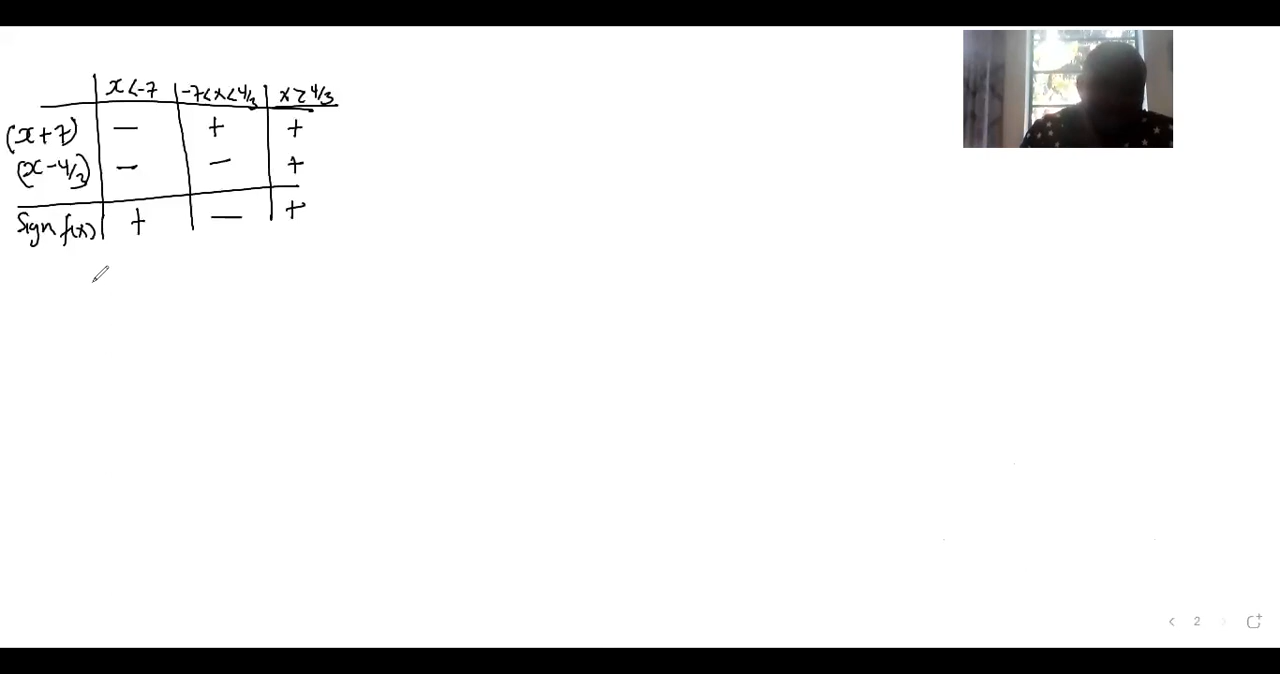 x<-7 -7<x<4/3 x≥4/3
(x+7) — + +
(x-4/3) — — +
Sign f(x) + — +
2